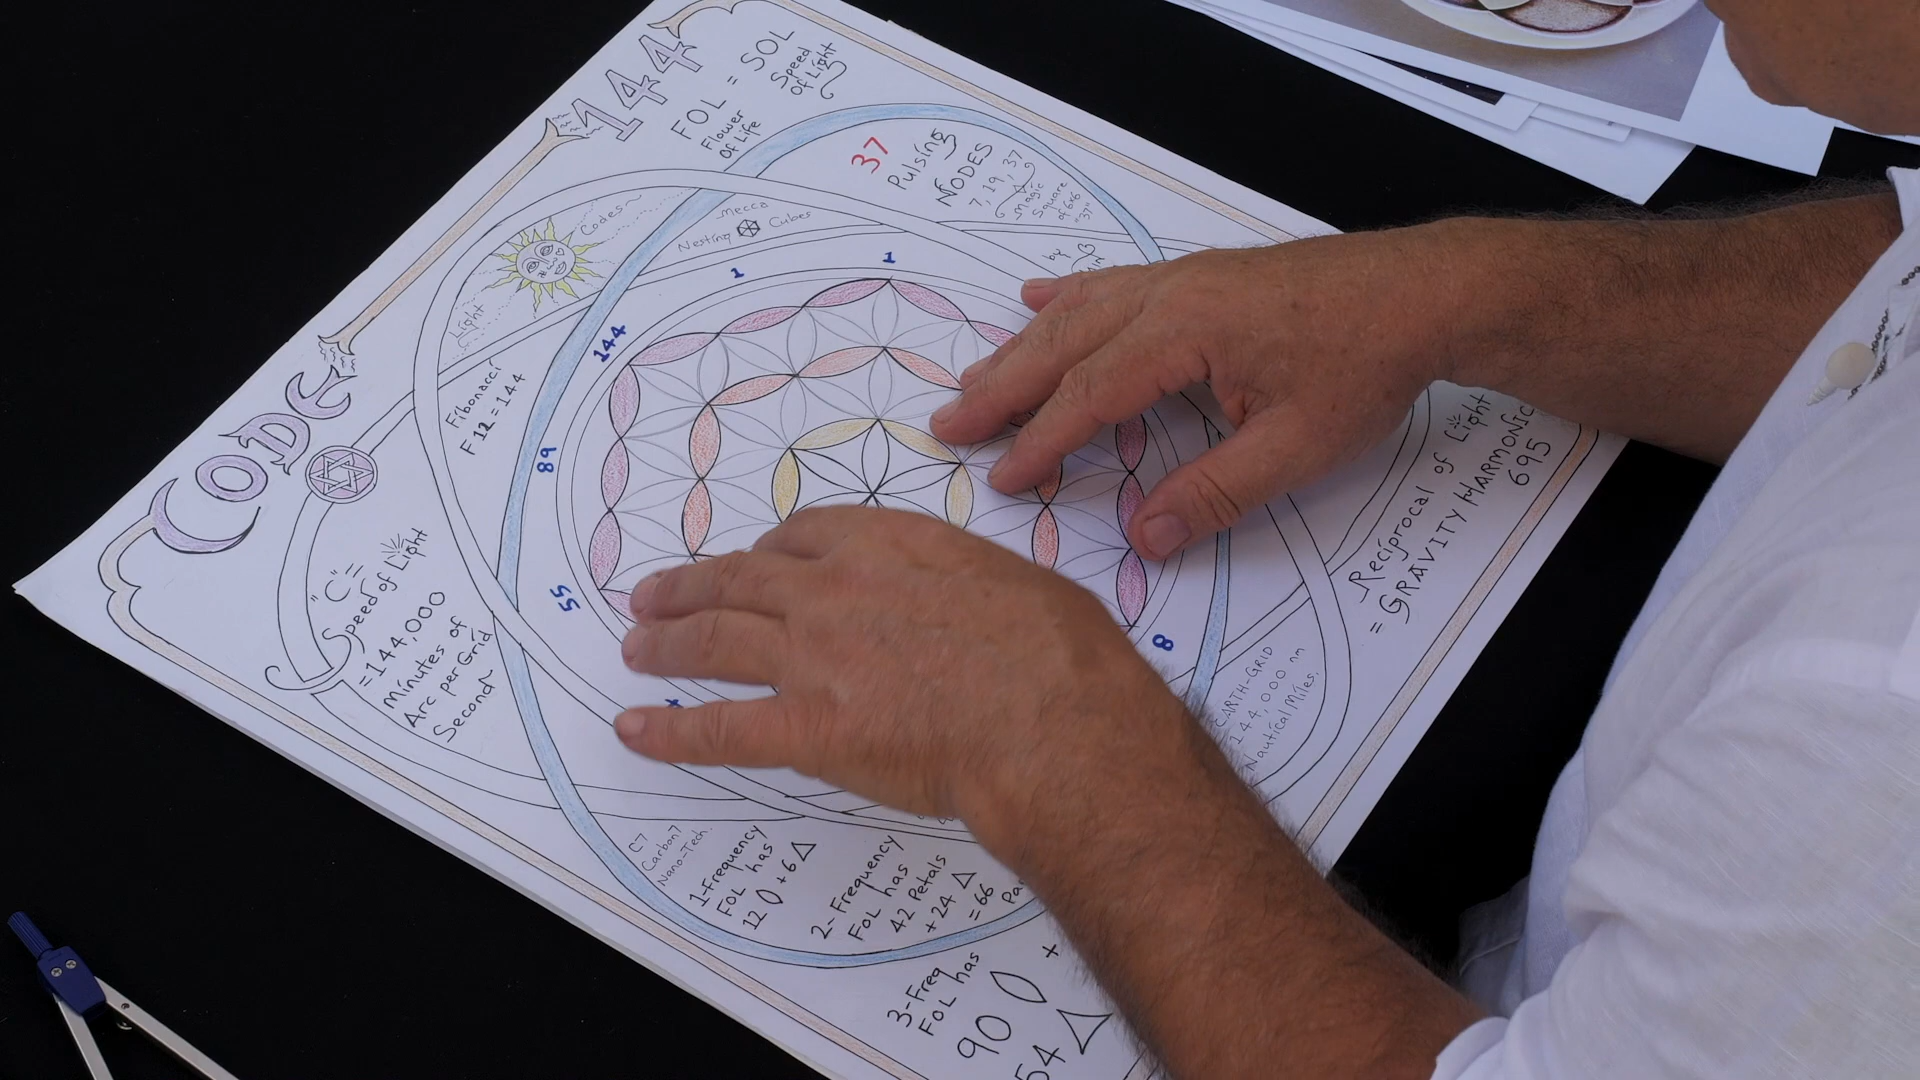 CODE
144
FOL = SOL
Flower
Of Life
Speed
Of Light
37
Pulsing
NODES
7, 19, 37
Magic
Square
of 6x6
"37"
by
Codes
Light
Mecca
Nesting Cubes
1
1
144
89
55
8
Fibonacci
F12 = 144
"C" =
Speed of Light
= 144,000
minutes of
Arc per Grid
Second
Reciprocal of Light
= GRAVITY HARMONIC
695
EARTH-GRID
144,000 nm
Nautical Miles.
C7
Carbon7
Nano-Tech.
1-Frequency
FOL has
12 + 6
2-Frequency
FoL has
42 Petals
+ 24
= 66
3-Freq
FoL has
90 +
54